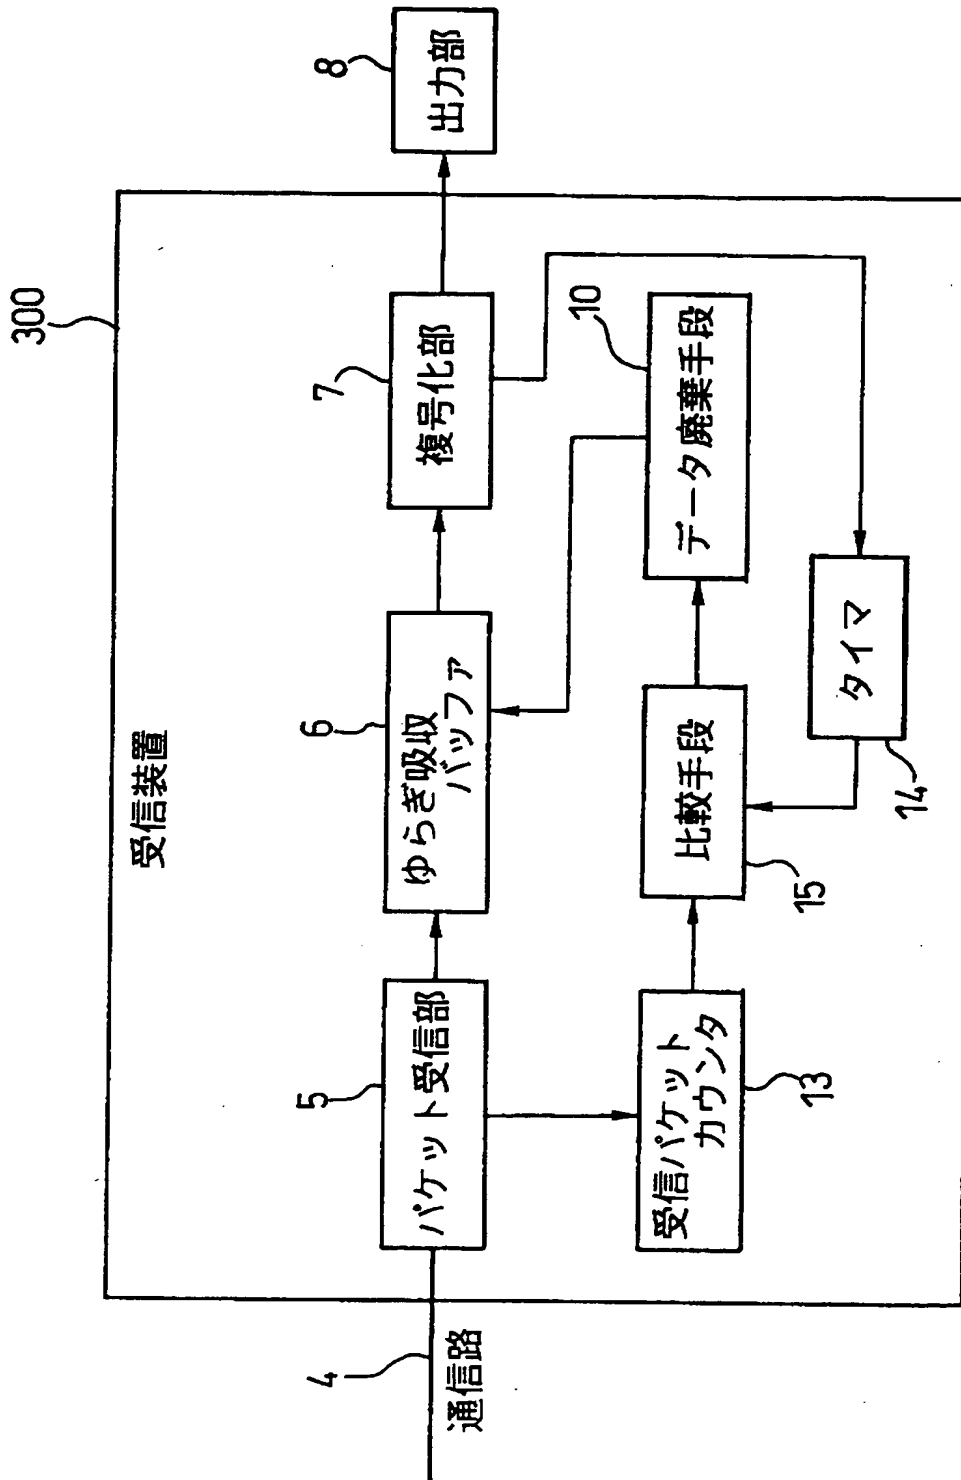 300
受信装置
4
通信路
5
パケット受信部
6
ゆらぎ吸収
バッファ
7
複号化部
8
出力部
受信パケット
カウンタ
13
比較手段
15
データ廃棄手段
10
タイマ
14